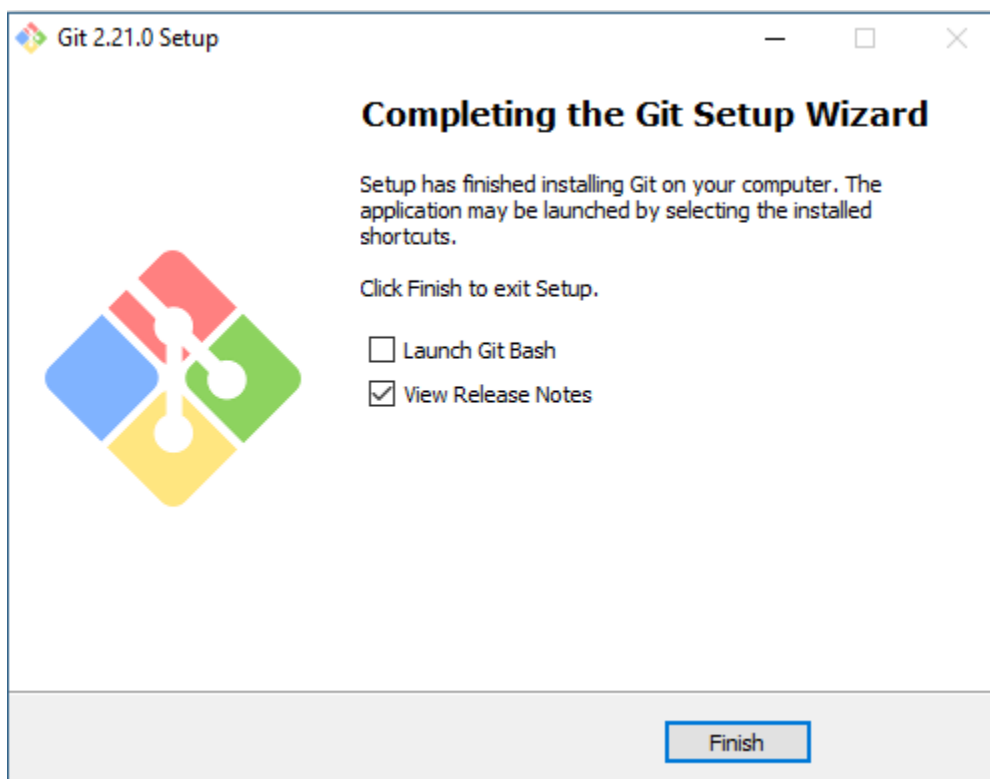 Git 2.21.0 Setup
Completing the Git Setup Wizard
Setup has finished installing Git on your computer. The
application may be launched by selecting the installed
shortcuts.
Click Finish to exit Setup.
Launch Git Bash
View Release Notes
Finish